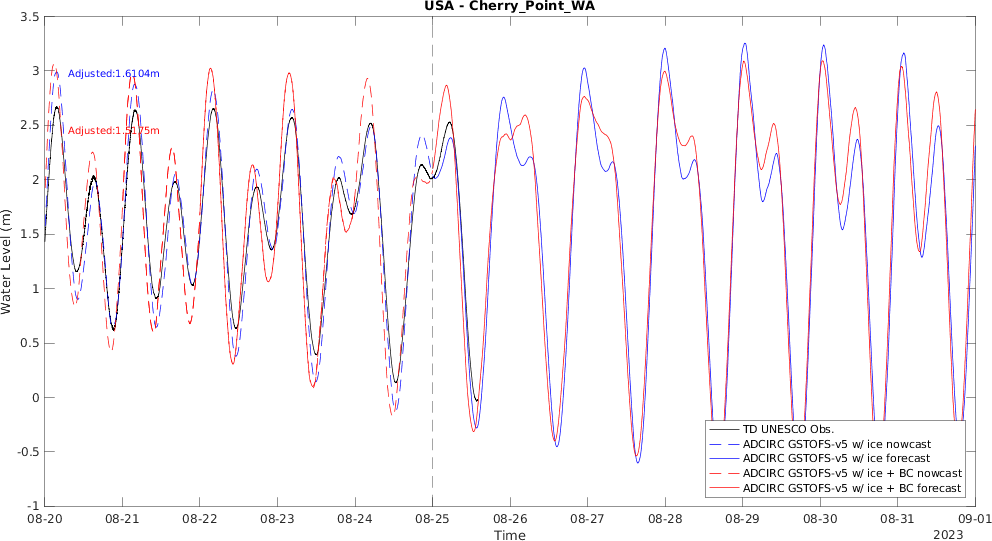 USA - Cherry_Point_WA
3.5
3
2.5
2
1.5
1
0.5
0
-0.5
-1
Water Level (m)
Adjusted:1.6104m
Adjusted:1.5175m
TD UNESCO Obs.
ADCIRC GSTOFS-v5 w/ ice nowcast
ADCIRC GSTOFS-v5 w/ ice forecast
ADCIRC GSTOFS-v5 w/ ice + BC nowcast
ADCIRC GSTOFS-v5 w/ ice + BC forecast
08-20 08-21 08-22 08-23 08-24 08-25 08-26 08-27 08-28 08-29 08-30 08-31 09-01
Time
2023